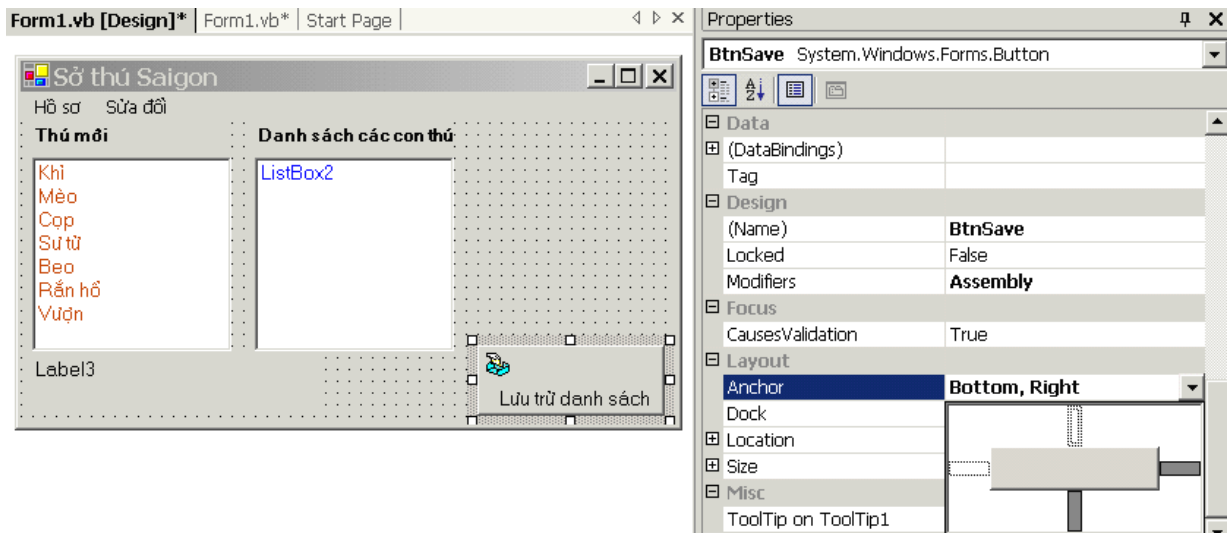 Form1.vb [Design]* Form1.vb* Start Page
Sở thú Saigon
Hồ sơ Sửa đổi
Thú mới Danh sách các con thú
Khỉ
Mèo
Cọp
Sư tử
Beo
Rắn hổ
Vượn
ListBox2
Label3
Lưu trử danh sách
Properties
BtnSave System.Windows.Forms.Button
Data
(DataBindings)
Tag
Design
(Name) BtnSave
Locked False
Modifiers Assembly
Focus
CausesValidation True
Layout
Anchor Bottom, Right
Dock
Location
Size
Misc
ToolTip on ToolTip1